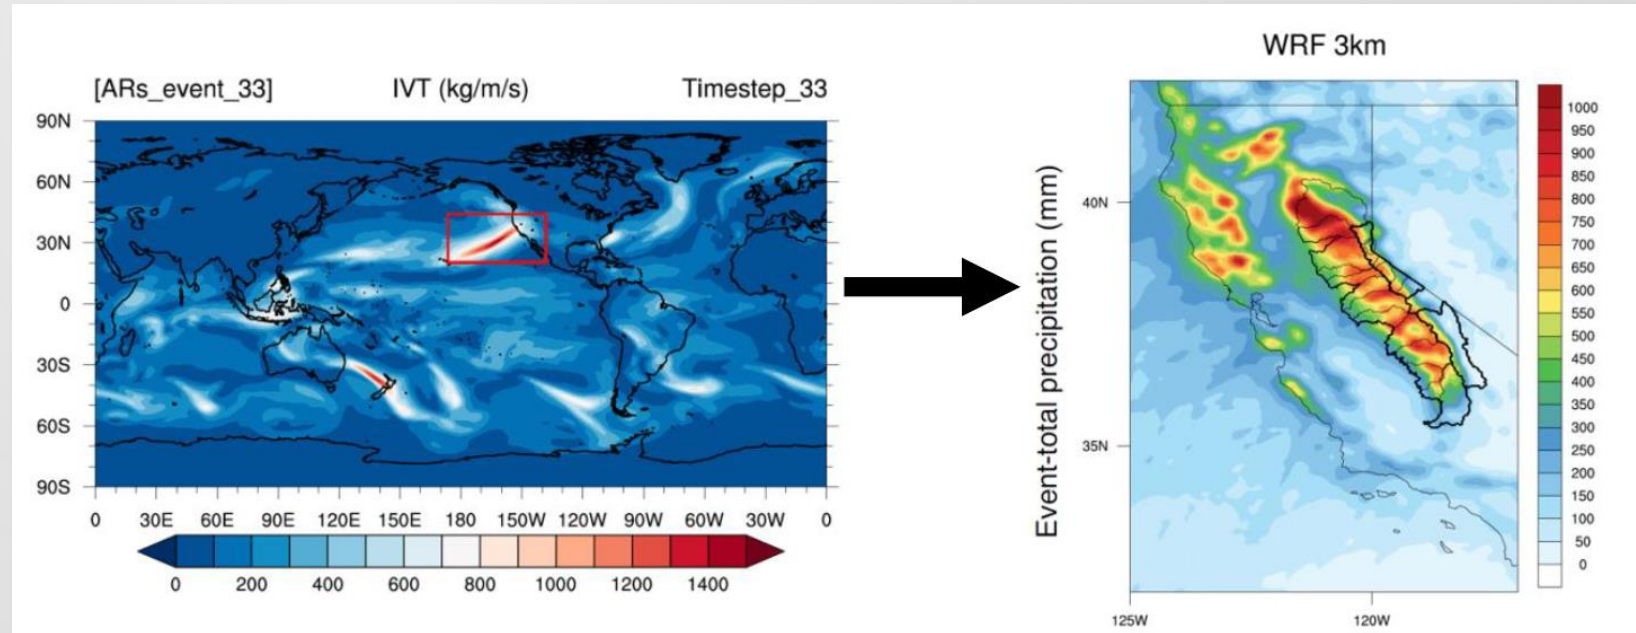 [ARs_event_33] IVT (kg/m/s) Timestep_33
90N
60N
30N
0
30S
60S
90S
0 30E 60E 90E 120E 150E 180 150W 120W 90W 60W 30W 0
0 200 400 600 800 1000 1200 1400
WRF 3km
Event-total precipitation (mm)
40N
35N
125W 120W
1000
950
900
850
800
750
700
650
600
550
500
450
400
350
300
250
200
150
100
50
0